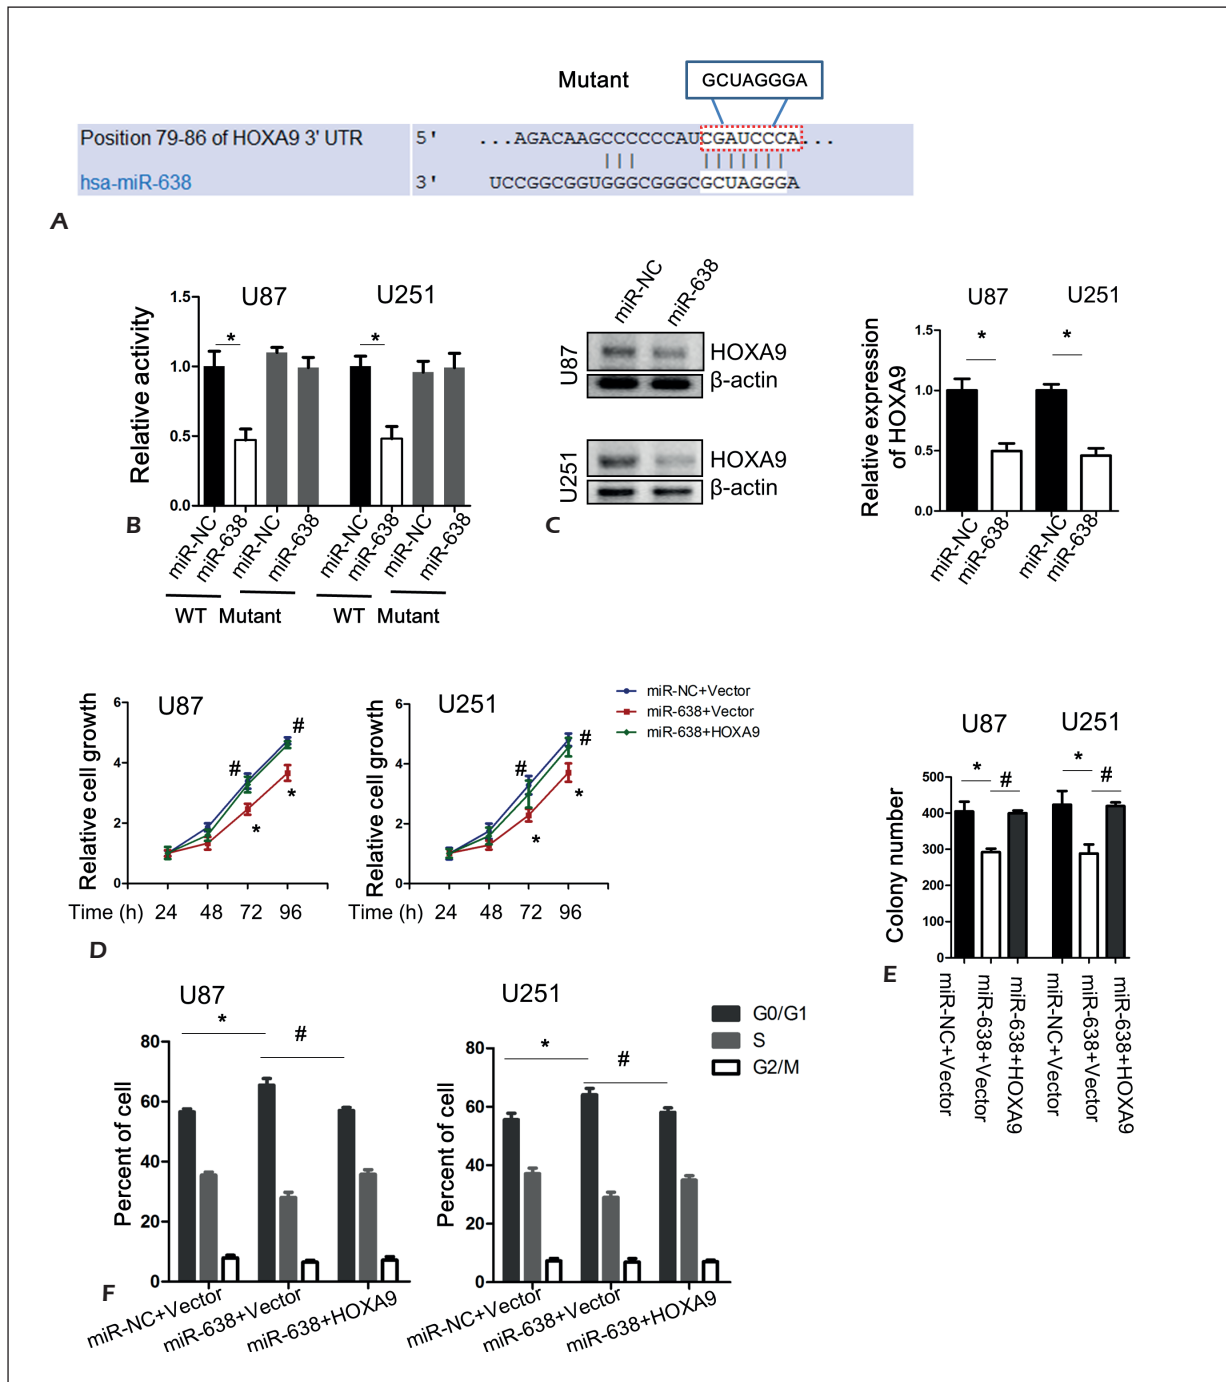 Mutant
GCUAGGGA
Position 79-86 of HOXA9 3' UTR
5' ...AGACAAGCCCCCCAUCGAUCCCA...
hsa-miR-638
3' UCCGGCGGUGGGCGGGCGCUAGGGA
A
U87
U251
Relative activity
1.5
1.0
0.5
0.0
*
*
miR-NC
miR-638
miR-NC
miR-638
miR-NC
miR-638
miR-NC
miR-638
WT Mutant
WT Mutant
B
miR-NC
miR-638
U87
HOXA9
β-actin
U251
HOXA9
β-actin
C
U87
U251
Relative expression
of HOXA9
1.5
1.0
0.5
0.0
*
*
miR-NC
miR-638
miR-NC
miR-638
U87
Relative cell growth
6
4
2
0
#
#
*
*
Time (h) 24 48 72 96
U251
Relative cell growth
6
4
2
0
#
#
*
*
Time (h) 24 48 72 96
miR-NC+Vector
miR-638+Vector
miR-638+HOXA9
D
U87
U251
Colony number
500
400
300
200
100
0
*
#
*
#
miR-NC+Vector
miR-638+Vector
miR-638+HOXA9
miR-NC+Vector
miR-638+Vector
miR-638+HOXA9
E
U87
Percent of cell
80
60
40
20
0
*
#
miR-NC+Vector
miR-638+Vector
miR-638+HOXA9
U251
Percent of cell
80
60
40
20
0
*
#
miR-NC+Vector
miR-638+Vector
miR-638+HOXA9
G0/G1
S
G2/M
F